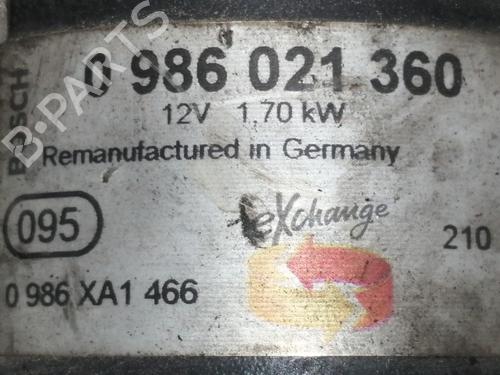 BOSCH
0 986 021 360
12V 1,70 kW
Remanufactured in Germany
095
eXchange
210
0 986 XA1 466
B-PARTS